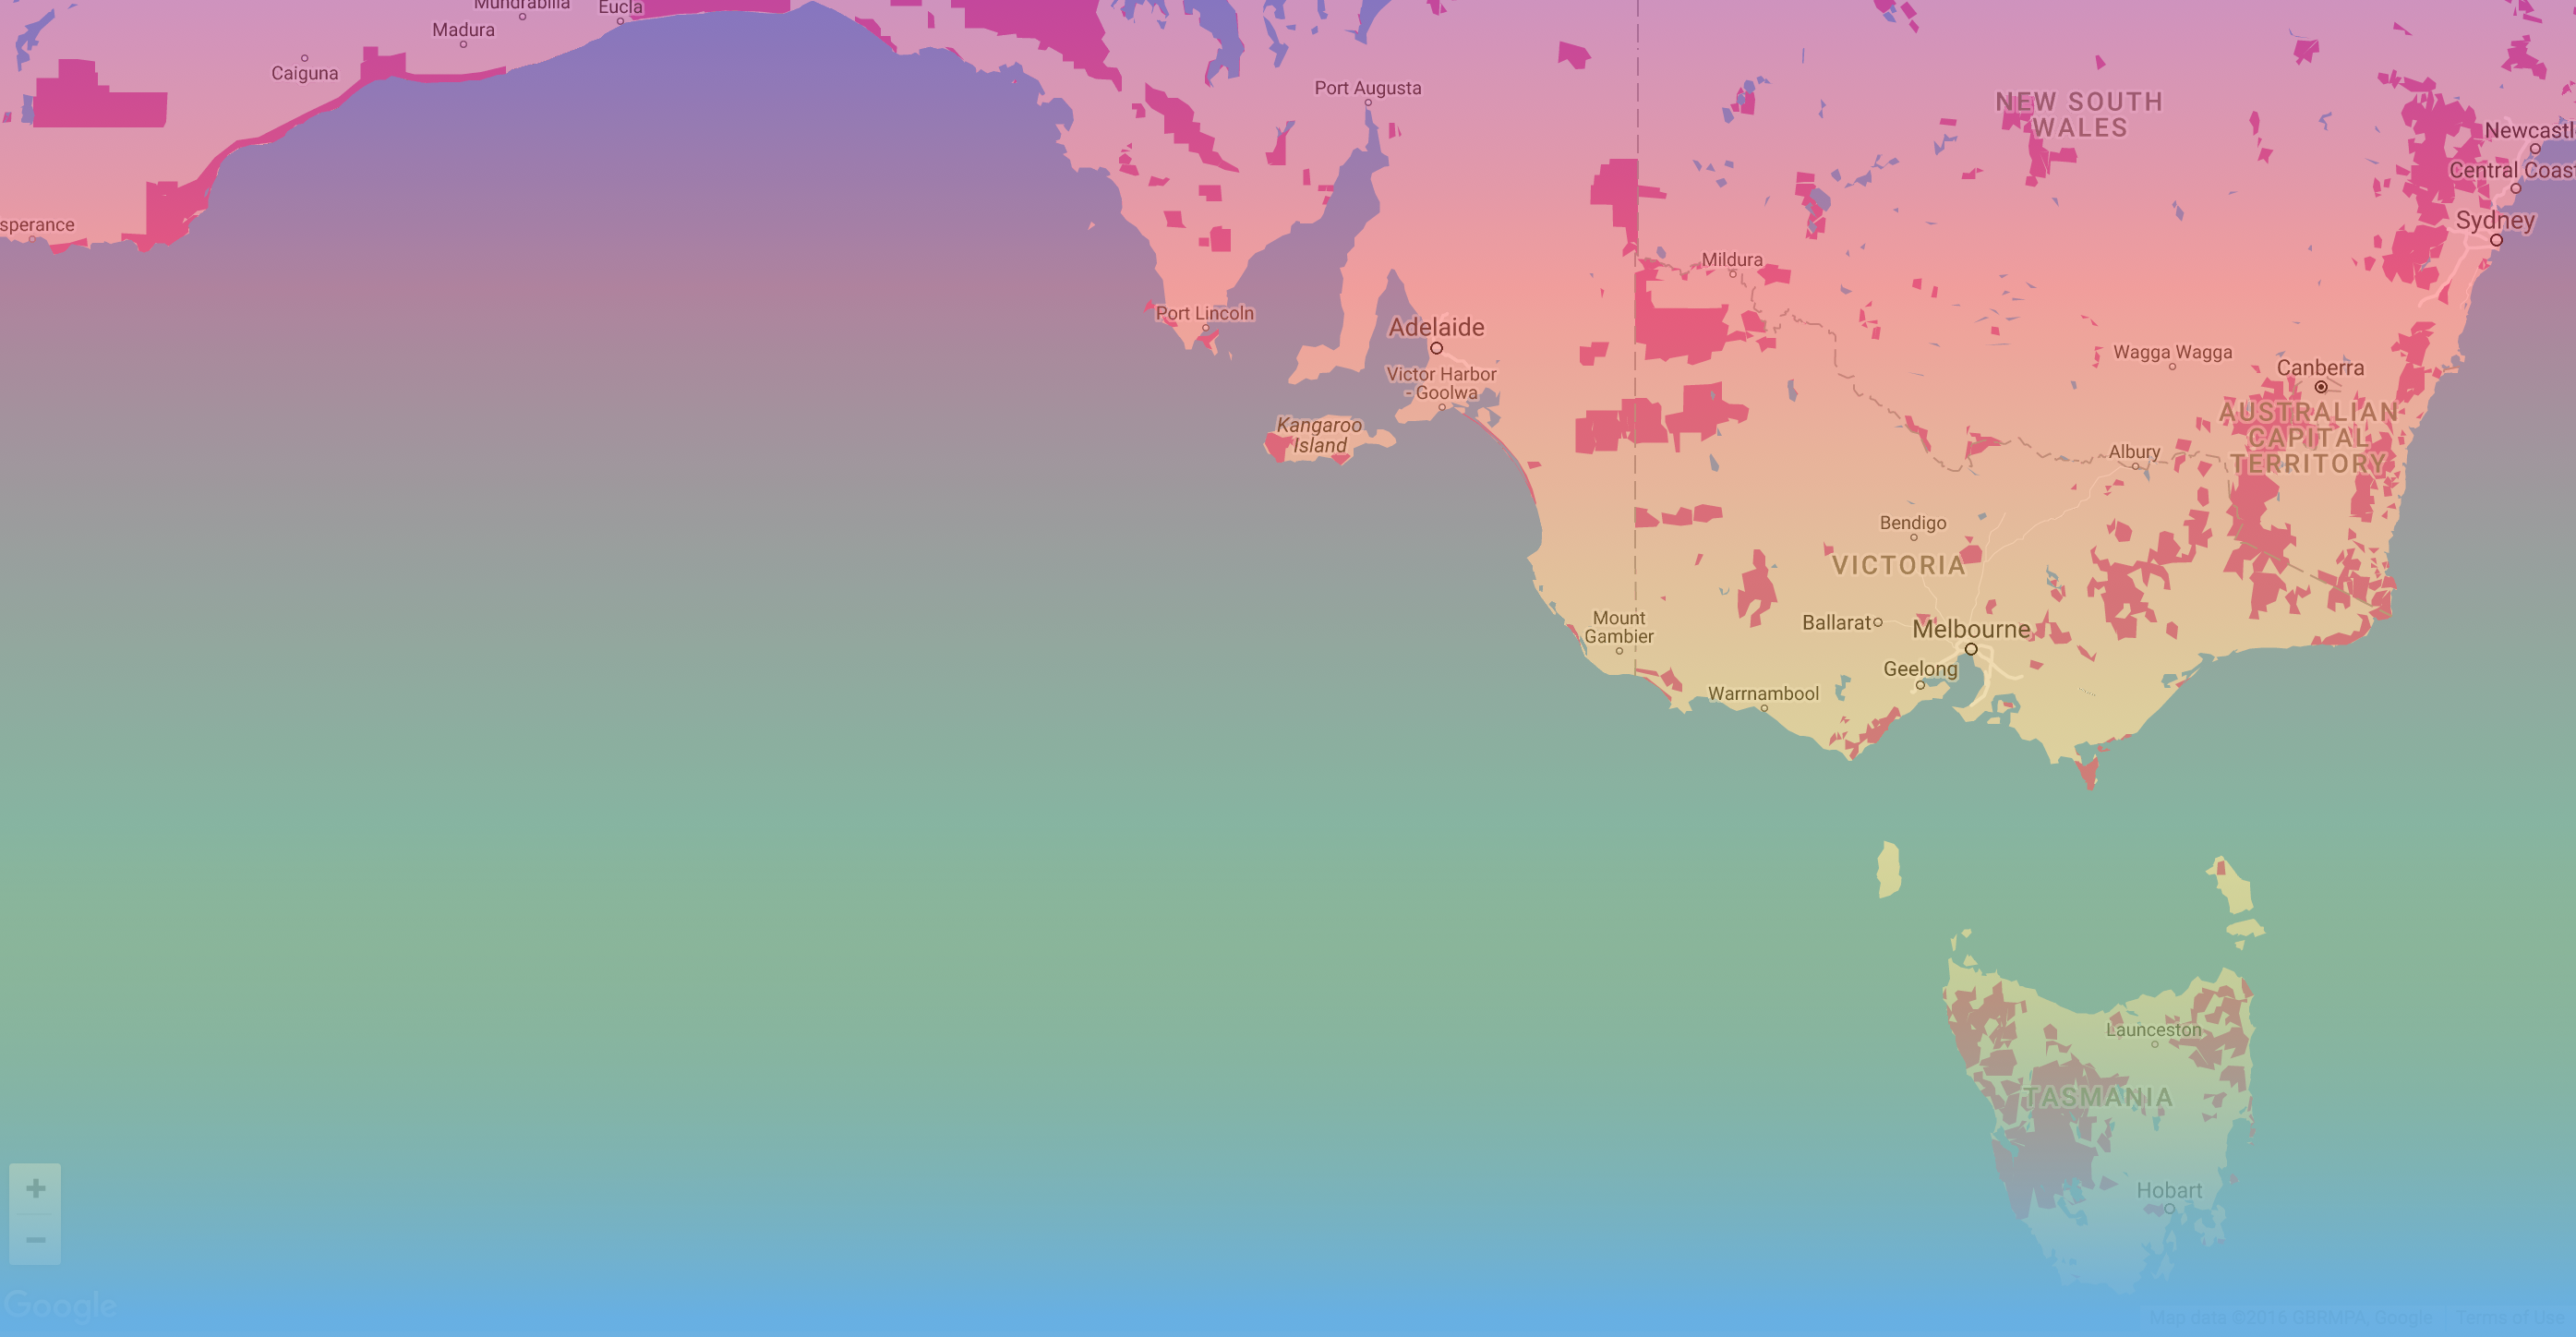 Mundrabilla
Eucla
Madura
Caiguna
Port Augusta
NEW SOUTH
WALES
Newcastl
Central Coas
Sydney
sperance
Mildura
Port Lincoln
Adelaide
Victor Harbor
- Goolwa
Wagga Wagga
Canberra
AUSTRALIAN
CAPITAL
TERRITORY
Kangaroo
Island
Albury
Bendigo
VICTORIA
Mount
Gambier
Ballarat
Melbourne
Geelong
Warrnambool
Launceston
TASMANIA
Hobart
+
−
Google
Map data ©2016 GBRMPA, Google
Terms of Use